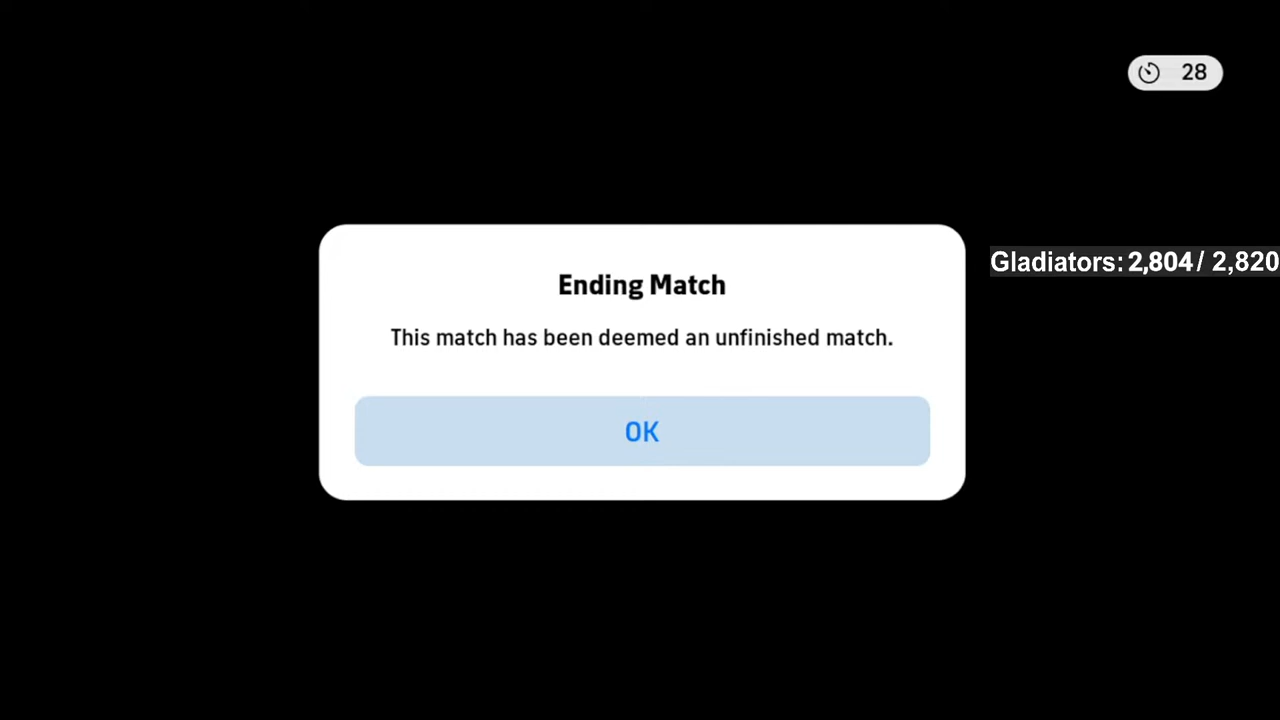 28
Gladiators: 2,804 / 2,820
Ending Match
This match has been deemed an unfinished match.
OK